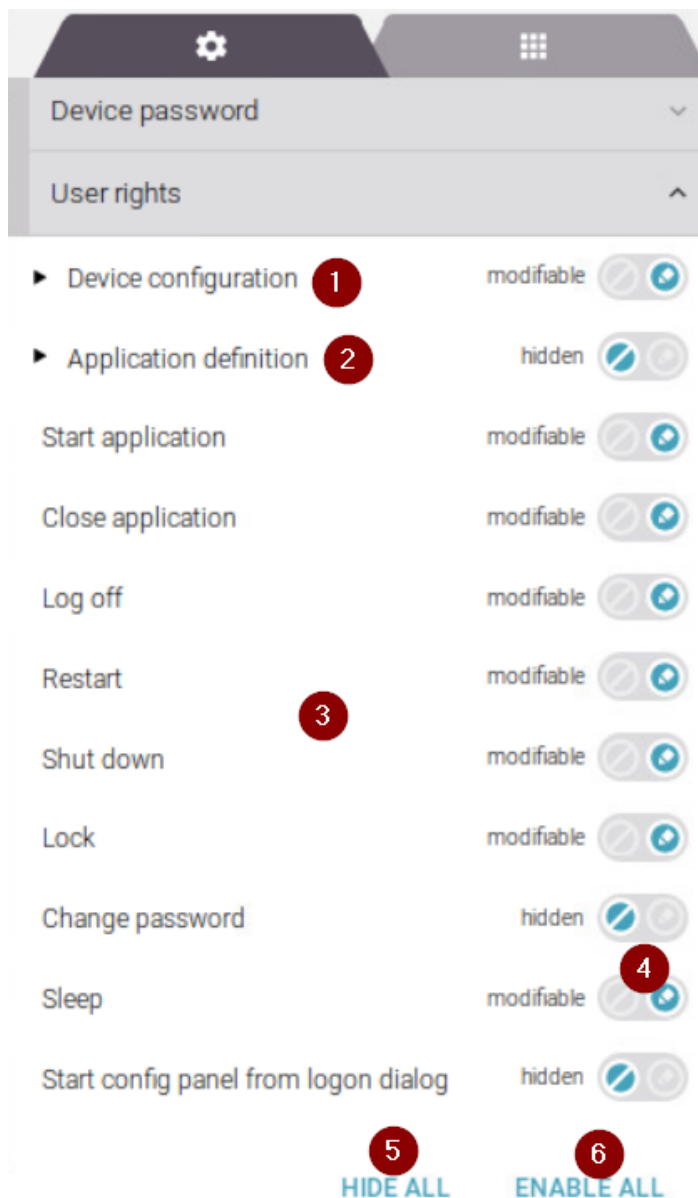 Device password
User rights
Device configuration 1 modifiable
Application definition 2 hidden
Start application modifiable
Close application modifiable
Log off modifiable
Restart modifiable
3
Shut down modifiable
Lock modifiable
Change password hidden
4
Sleep modifiable
Start config panel from logon dialog hidden
5 6
HIDE ALL ENABLE ALL